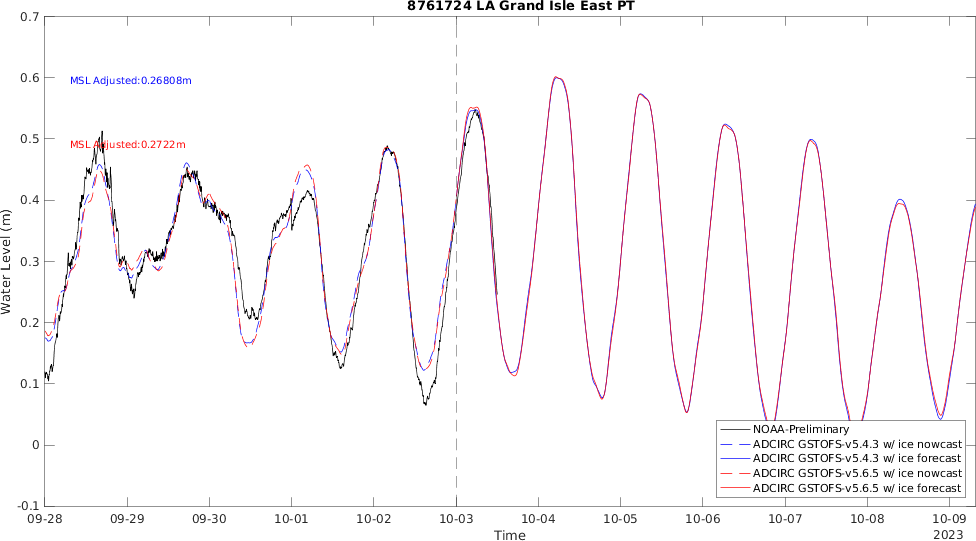 8761724 LA Grand Isle East PT
0.7
0.6
0.5
0.4
0.3
0.2
0.1
0
-0.1
Water Level (m)
MSL Adjusted:0.26808m
MSL Adjusted:0.2722m
NOAA-Preliminary
ADCIRC GSTOFS-v5.4.3 w/ ice nowcast
ADCIRC GSTOFS-v5.4.3 w/ ice forecast
ADCIRC GSTOFS-v5.6.5 w/ ice nowcast
ADCIRC GSTOFS-v5.6.5 w/ ice forecast
09-28 09-29 09-30 10-01 10-02 10-03 10-04 10-05 10-06 10-07 10-08 10-09
Time
2023